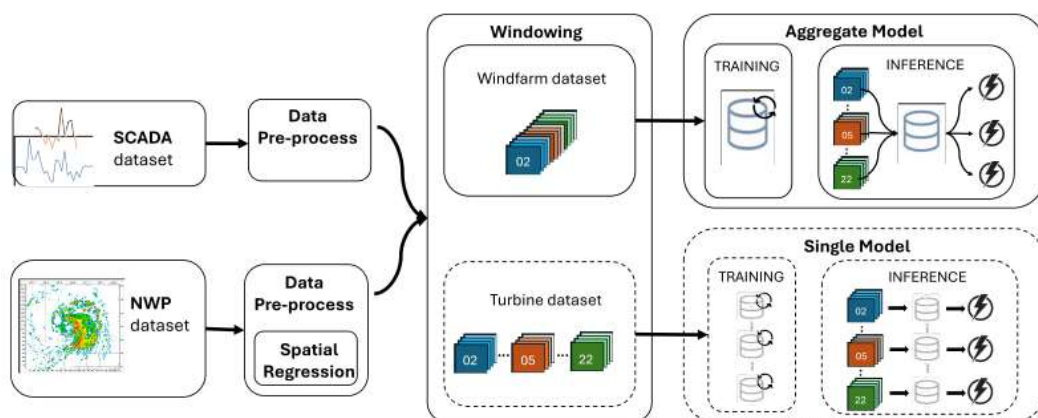 SCADA
dataset
Data
Pre-process
NWP
dataset
Data
Pre-process
Spatial
Regression
Windowing
Windfarm dataset
02
Turbine dataset
02
05
22
Aggregate Model
TRAINING
INFERENCE
02
05
22
Single Model
TRAINING
INFERENCE
02
05
22